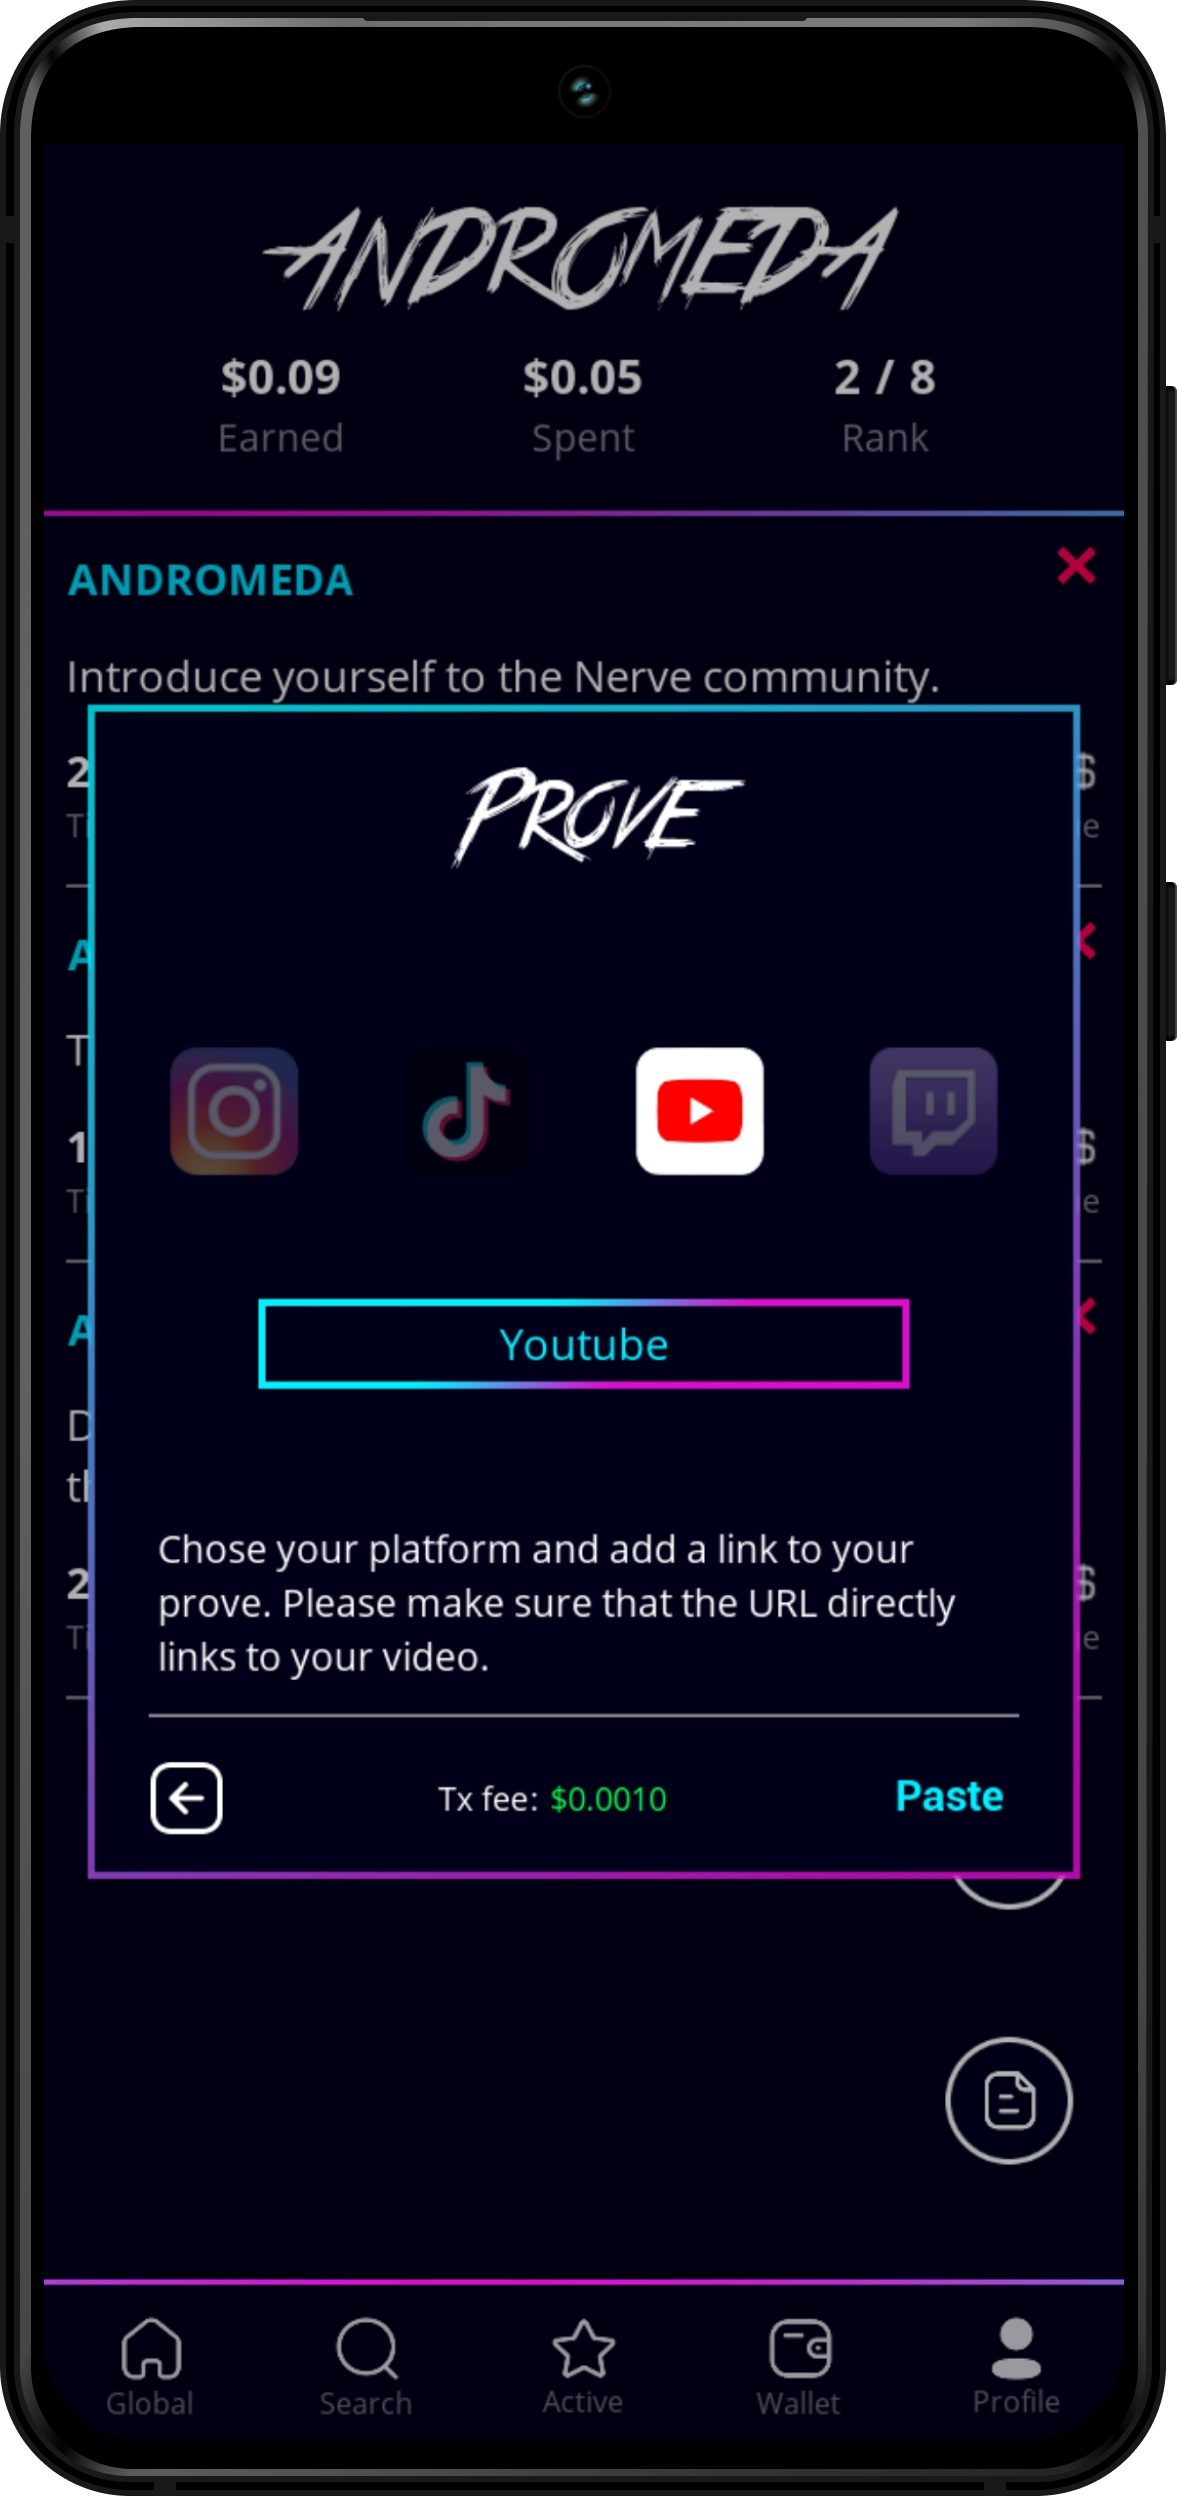 ANDROMEDA
$0.09 $0.05 2 / 8
Earned Spent Rank
ANDROMEDA
Introduce yourself to the Nerve community.
PROVE
Youtube
Chose your platform and add a link to your
prove. Please make sure that the URL directly
links to your video.
Tx fee: $0.0010 Paste
Global Search Active Wallet Profile